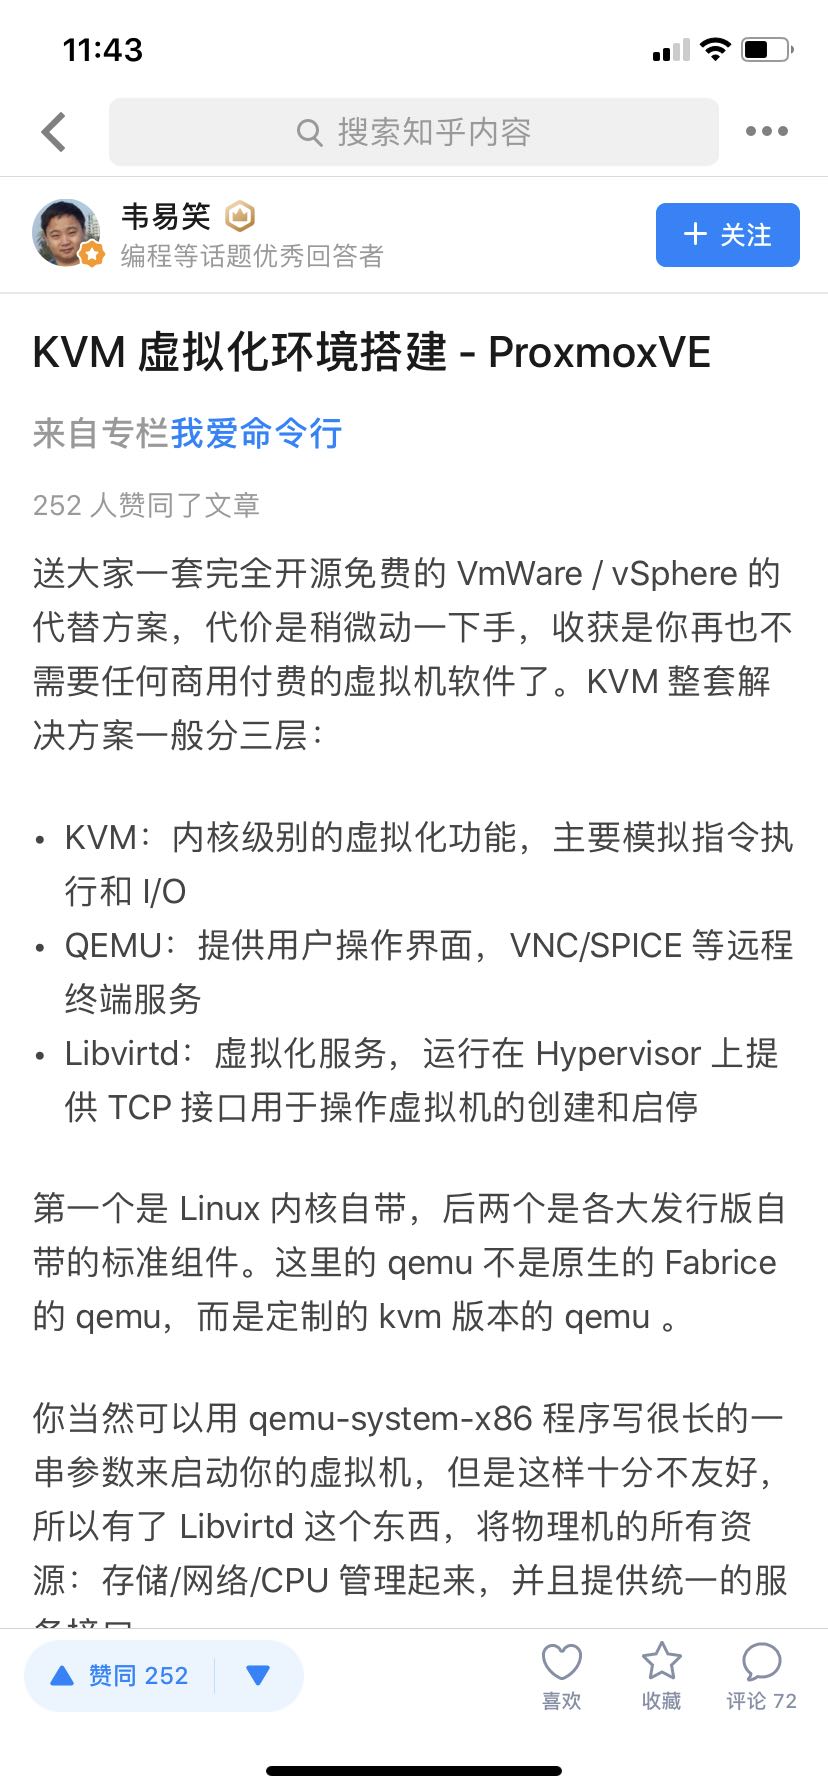 11:43
搜索知乎内容
韦易笑
编程等话题优秀回答者
+ 关注
KVM 虚拟化环境搭建 - ProxmoxVE
来自专栏我爱命令行
252 人赞同了文章
送大家一套完全开源免费的 VmWare / vSphere 的
代替方案，代价是稍微动一下手，收获是你再也不
需要任何商用付费的虚拟机软件了。KVM 整套解
决方案一般分三层：
• KVM：内核级别的虚拟化功能，主要模拟指令执
行和 I/O
• QEMU：提供用户操作界面，VNC/SPICE 等远程
终端服务
• Libvirtd：虚拟化服务，运行在 Hypervisor 上提
供 TCP 接口用于操作虚拟机的创建和启停
第一个是 Linux 内核自带，后两个是各大发行版自
带的标准组件。这里的 qemu 不是原生的 Fabrice
的 qemu，而是定制的 kvm 版本的 qemu 。
你当然可以用 qemu-system-x86 程序写很长的一
串参数来启动你的虚拟机，但是这样十分不友好，
所以有了 Libvirtd 这个东西，将物理机的所有资
源：存储/网络/CPU 管理起来，并且提供统一的服
赞同 252
喜欢
收藏
评论 72